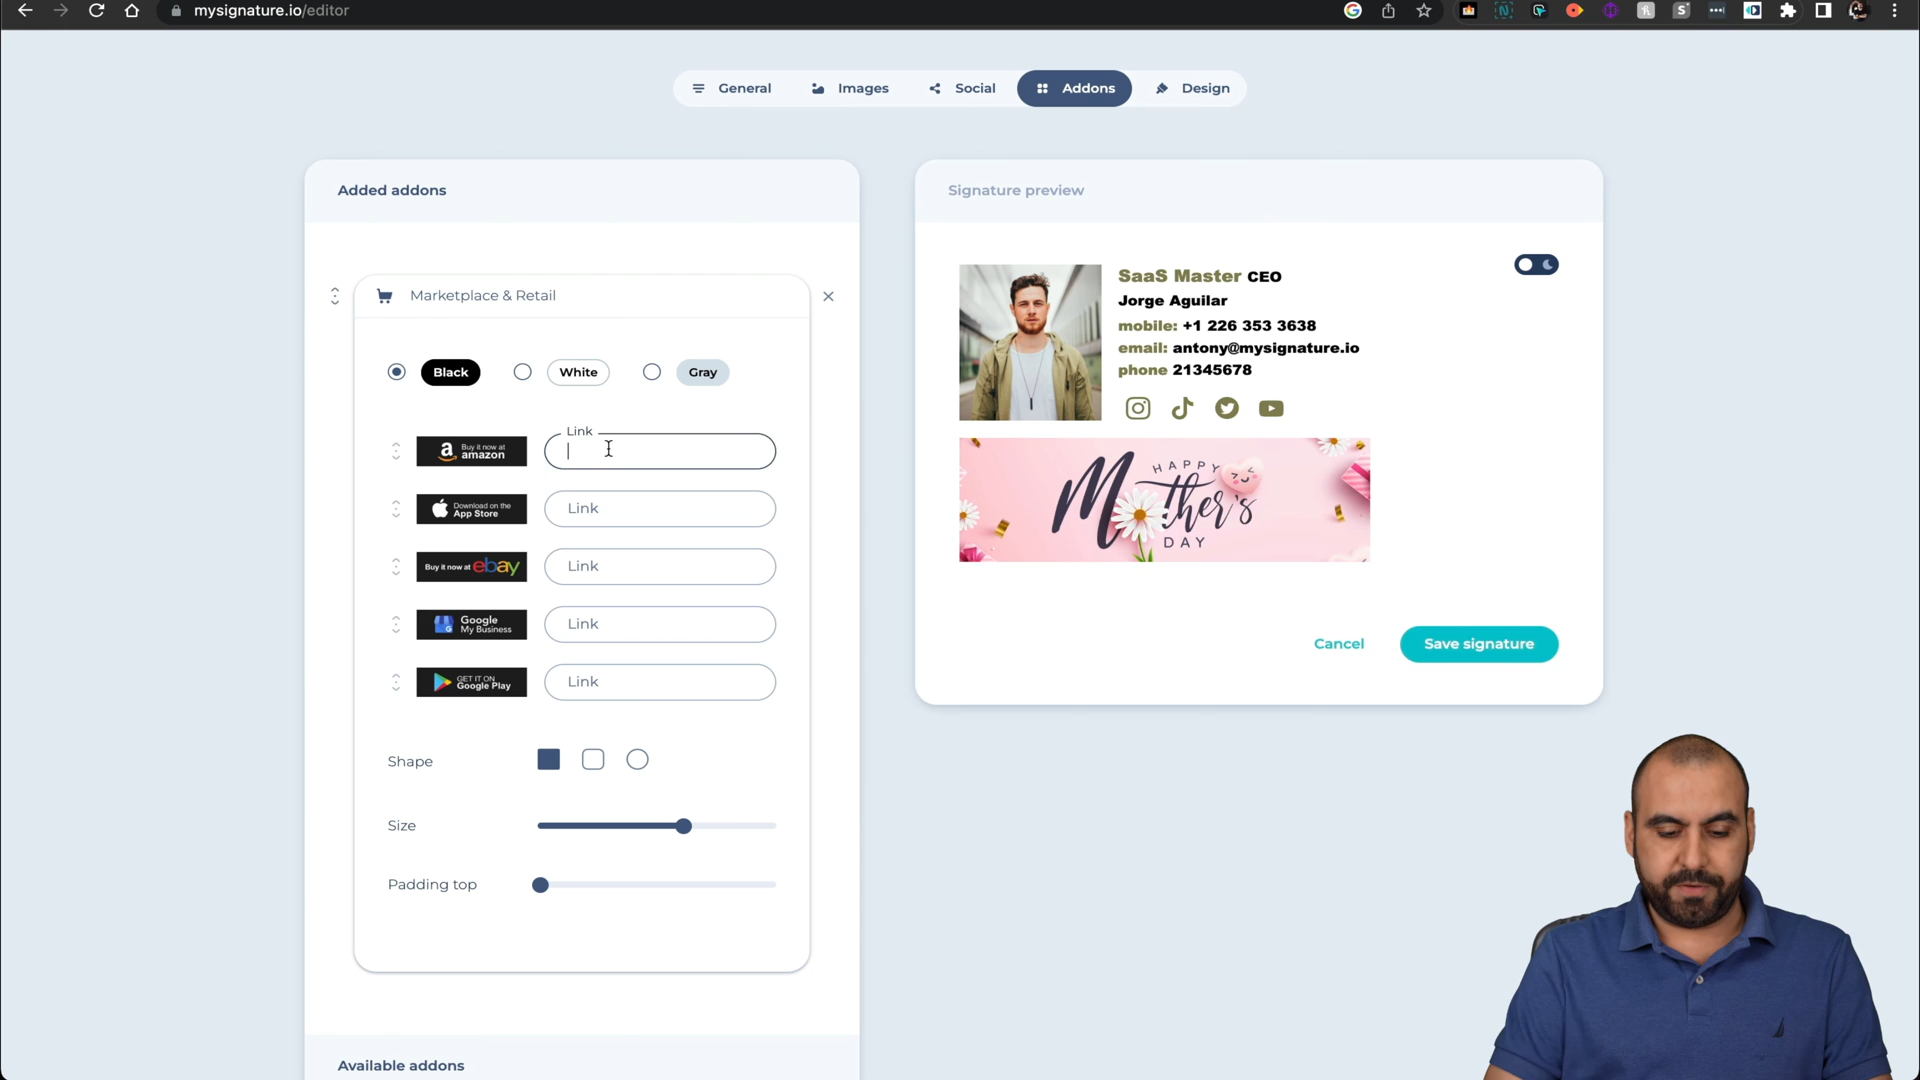 mysignature.io/editor
General
Images
Social
Addons
Design
Added addons
Marketplace & Retail
Black
White
Gray
Link
Buy it now at
amazon
Download on the
App Store
Link
Buy it now at ebay
Link
Google
My Business
Link
GET IT ON
Google Play
Link
Shape
Size
Padding top
Available addons
Signature preview
SaaS Master CEO
Jorge Aguilar
mobile: +1 226 353 3638
email: antony@mysignature.io
phone 21345678
HAPPY
Mother's
DAY
Cancel
Save signature